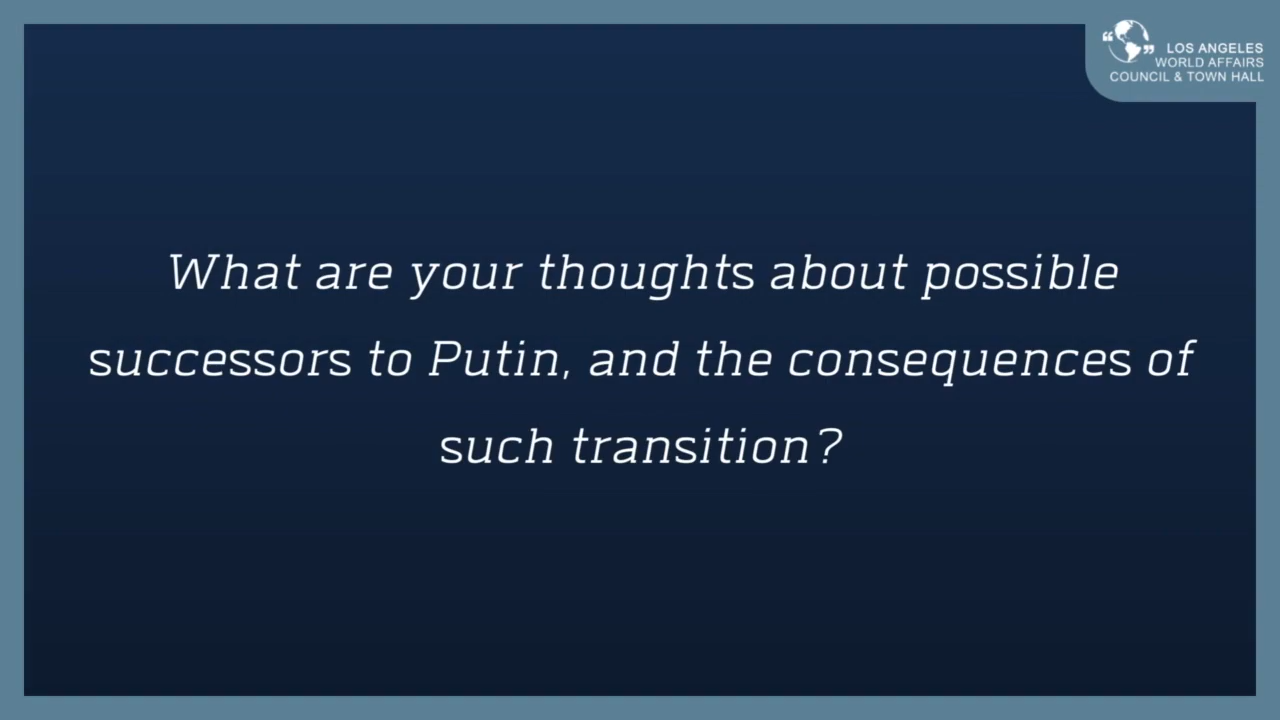 LOS ANGELES
WORLD AFFAIRS
COUNCIL & TOWN HALL
What are your thoughts about possible
successors to Putin, and the consequences of
such transition?